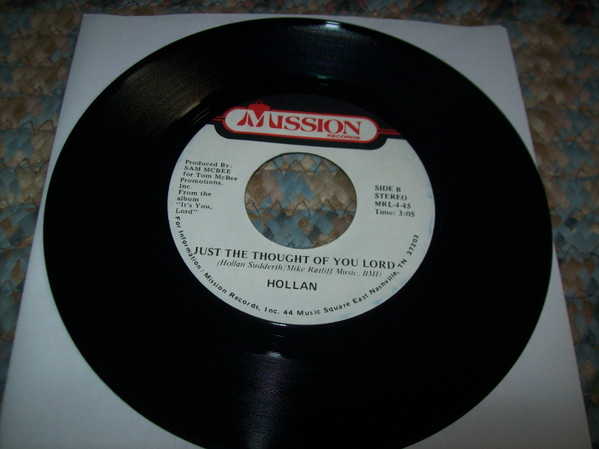 MISSION
RECORDS
Produced By:
SAM MCBEE
for Tom McBee
Promotions,
Inc.
From the
album
"It's You,
Lord"
SIDE B
STEREO
MRL-4-45
Time: 3:05
JUST THE THOUGHT OF YOU LORD
(Hollan Sudderth/Mike Ratliff Music, BMI)
HOLLAN
For Information: Mission Records, Inc. 44 Music Square East Nashville, TN 37203